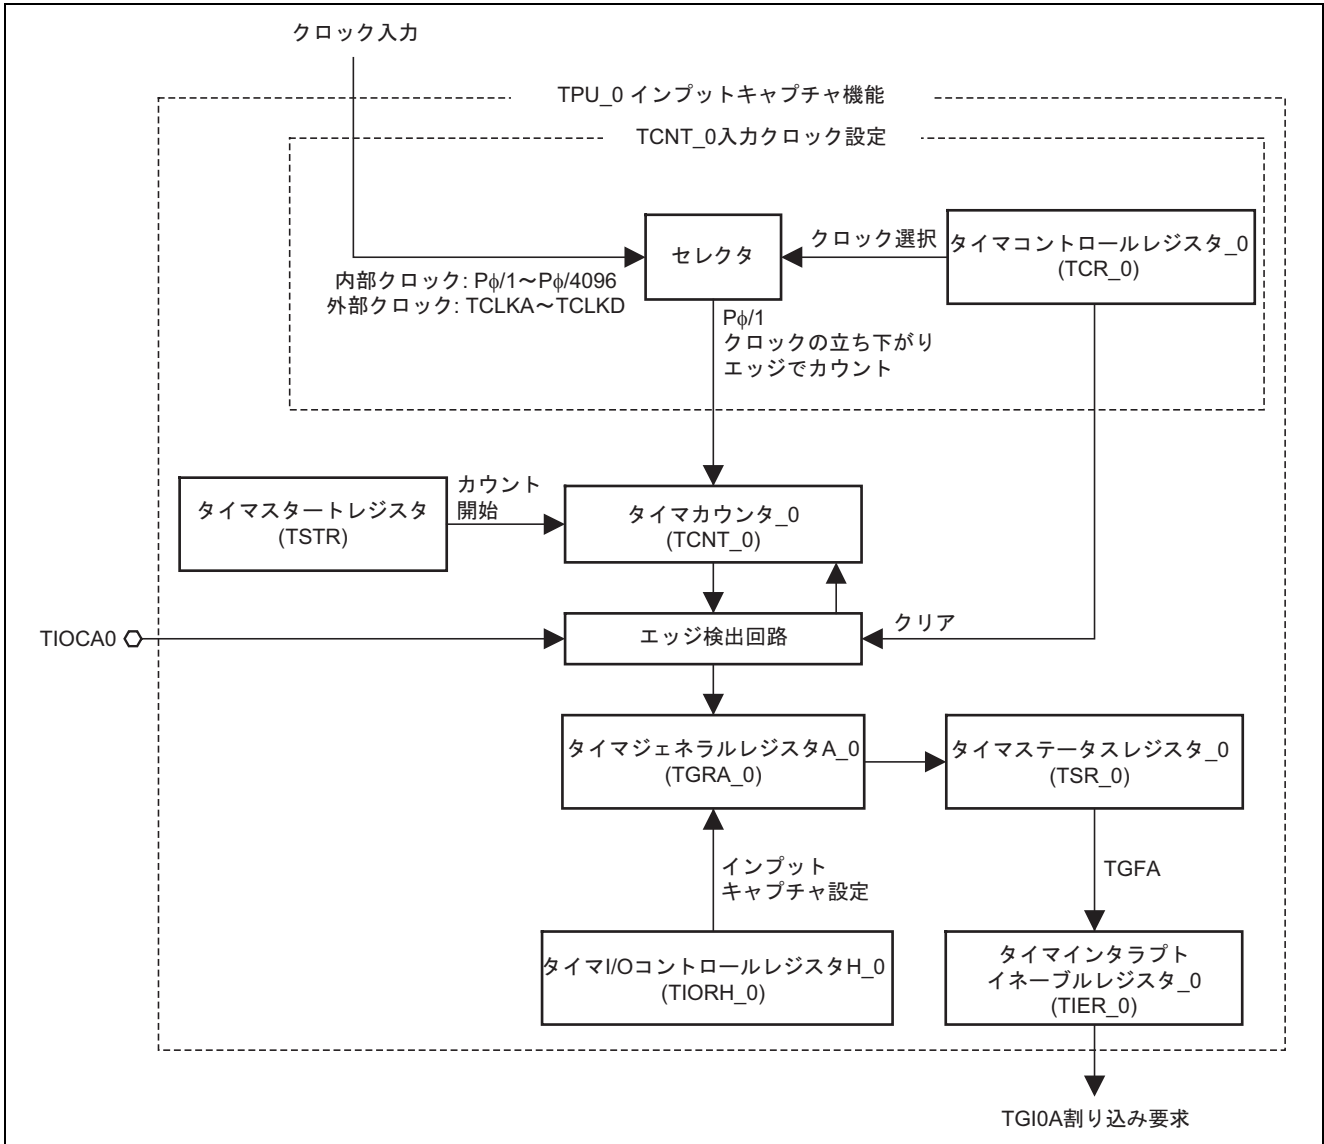 クロック入力
TPU_0 インプットキャプチャ機能
TCNT_0入力クロック設定
セレクタ
クロック選択
タイマコントロールレジスタ_0
(TCR_0)
内部クロック: Pφ/1～Pφ/4096
外部クロック: TCLKA～TCLKD
Pφ/1
クロックの立ち下がり
エッジでカウント
タイマスタートレジスタ
(TSTR)
カウント
開始
タイマカウンタ_0
(TCNT_0)
TIOCA0
エッジ検出回路
クリア
タイマジェネラルレジスタA_0
(TGRA_0)
タイマステータスレジスタ_0
(TSR_0)
インプット
キャプチャ設定
TGFA
タイマI/OコントロールレジスタH_0
(TIORH_0)
タイマインタラプト
イネーブルレジスタ_0
(TIER_0)
TGI0A割り込み要求